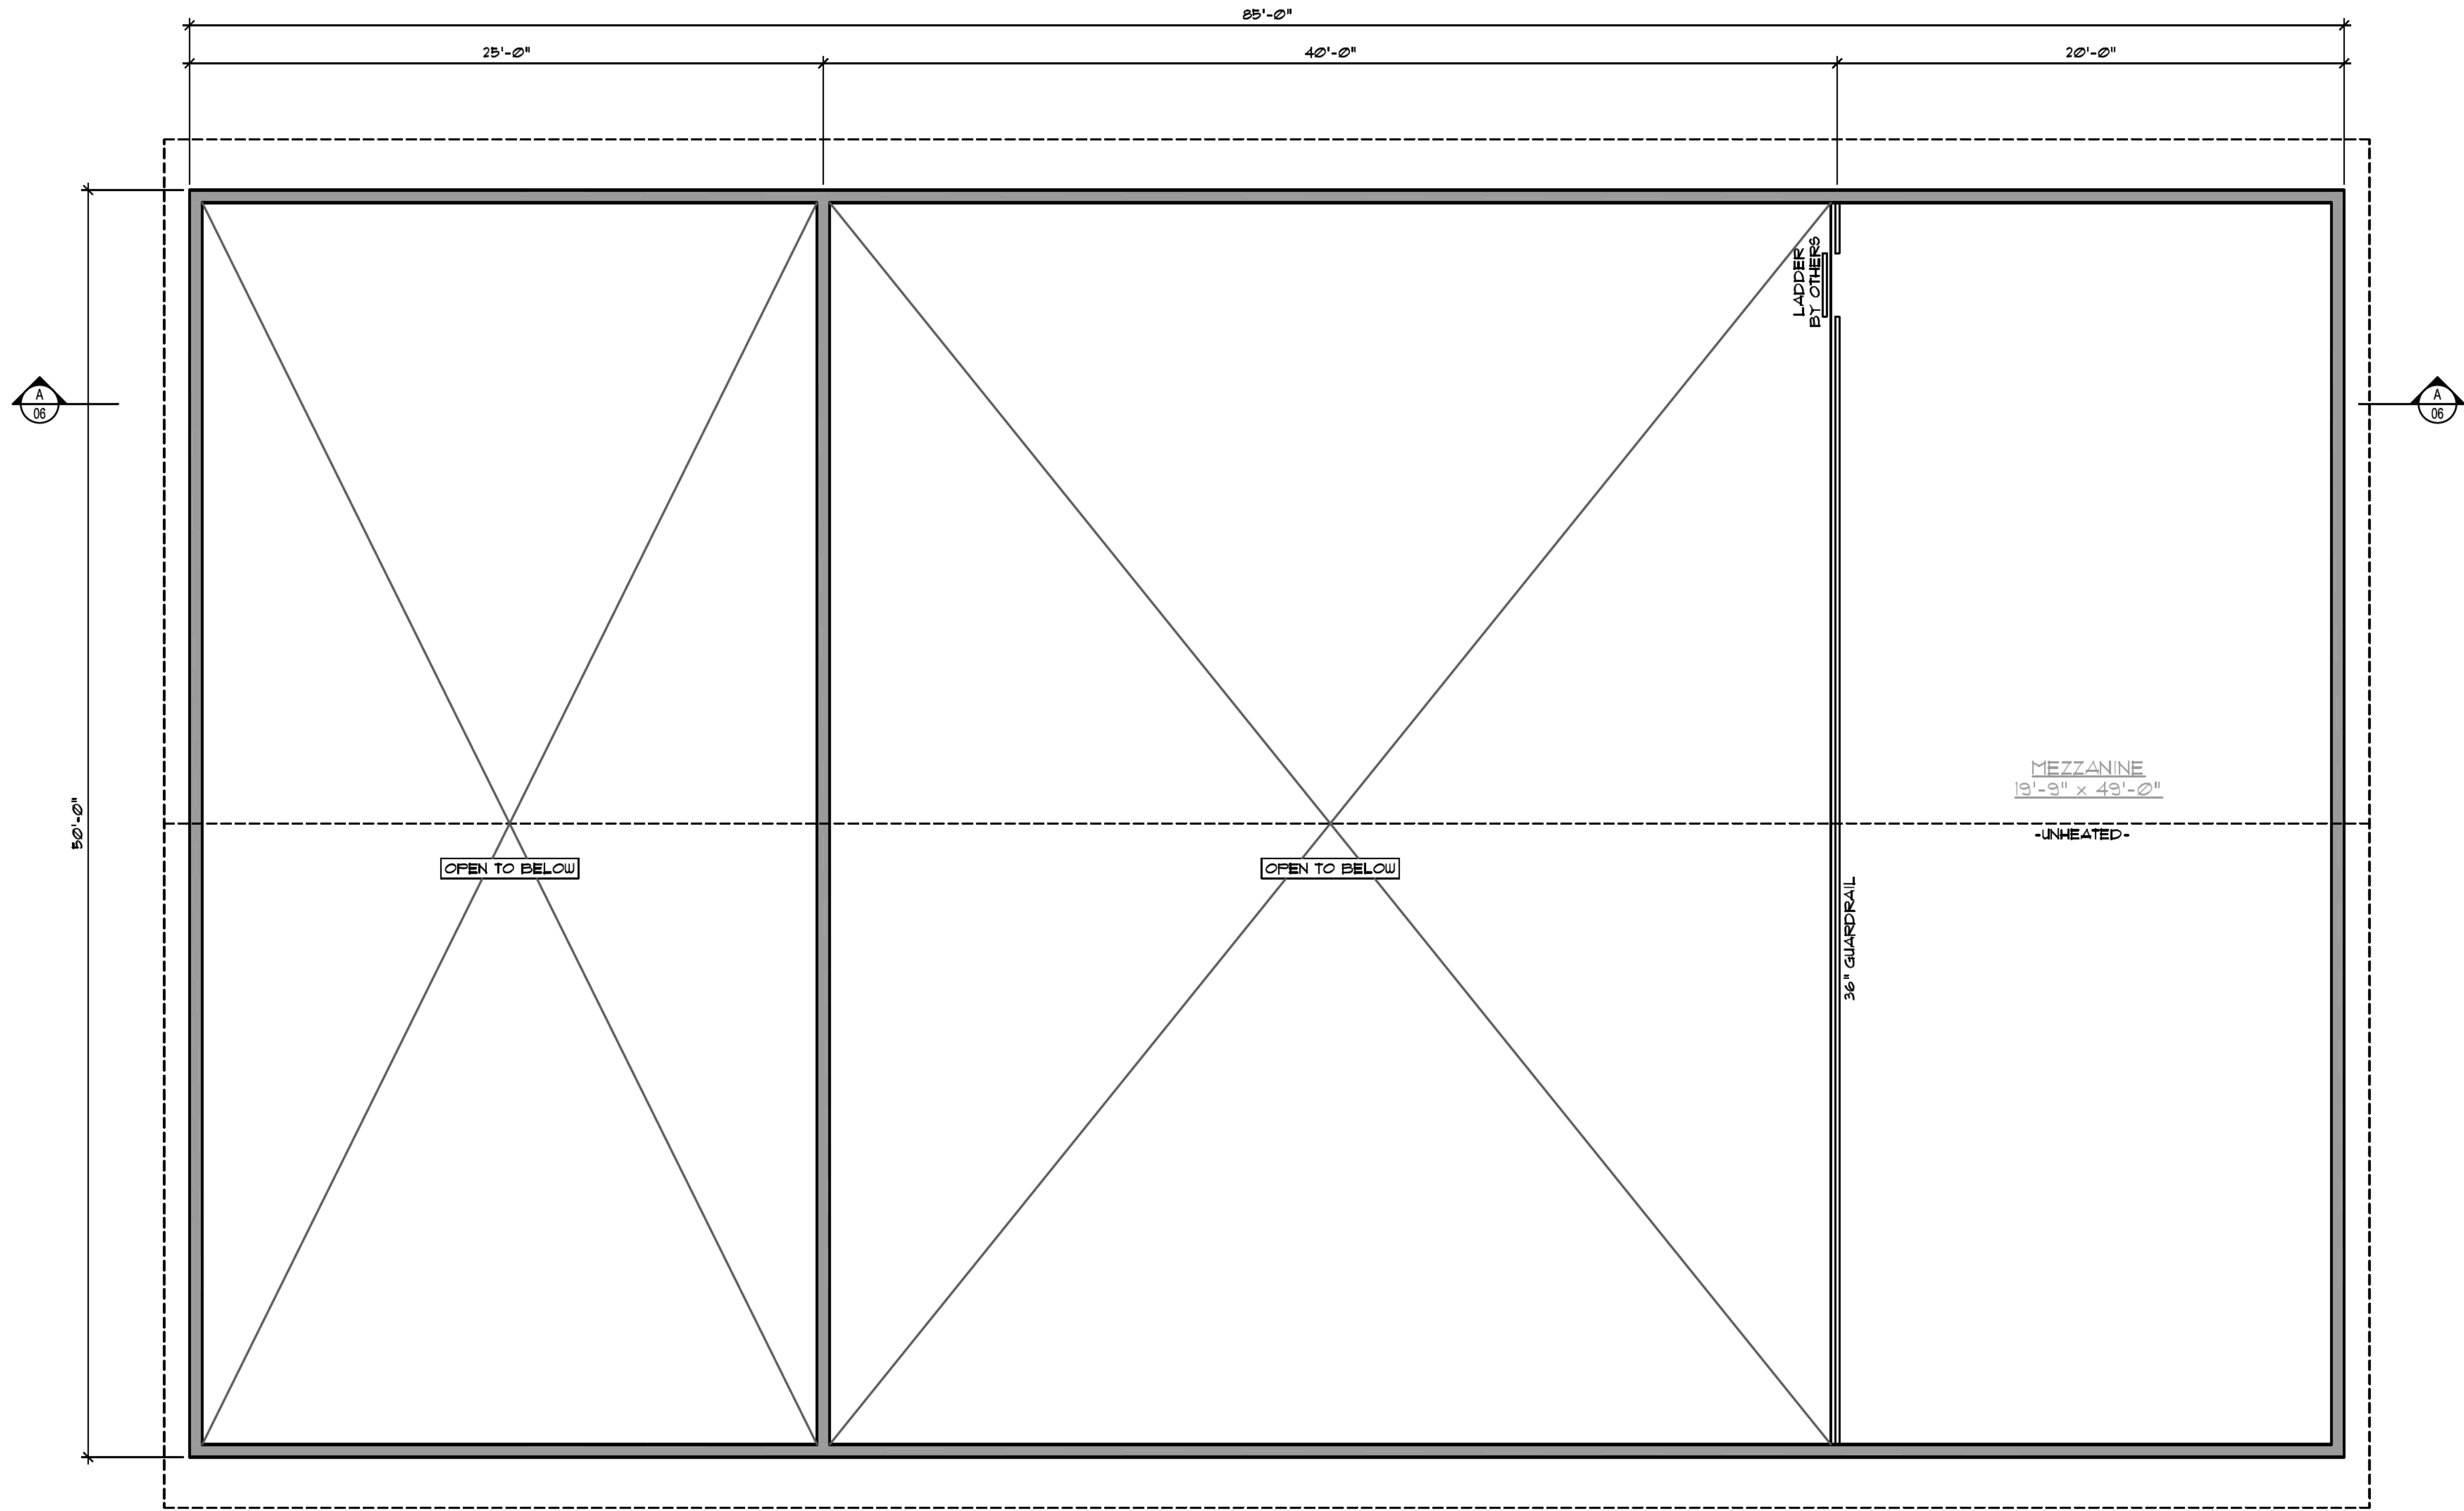 85'-0"
25'-0"
40'-0"
20'-0"
LADDER
BY OTHERS
A
06
A
06
MEZZANINE
19'-9" x 49'-0"
50'-0"
-UNHEATED-
OPEN TO BELOW
OPEN TO BELOW
36" GUARDRAIL